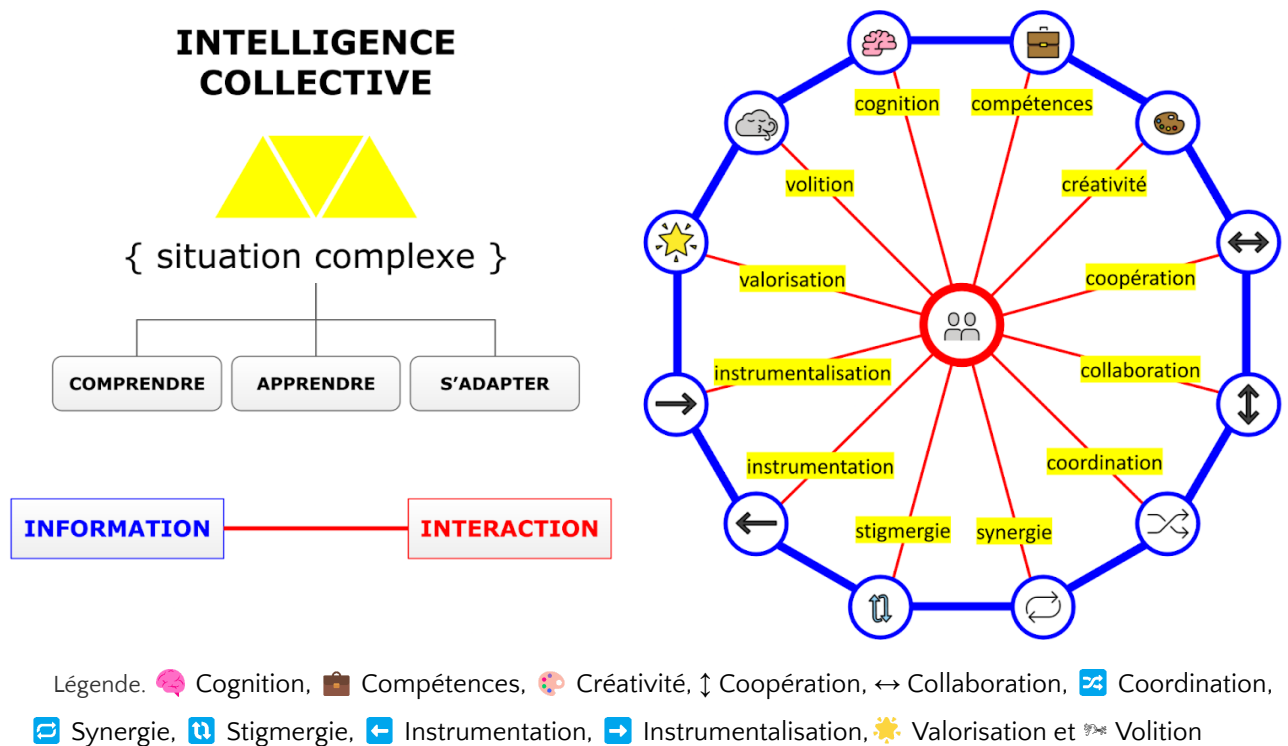 INTELLIGENCE
COLLECTIVE
{ situation complexe }
COMPRENDRE
APPRENDRE
S'ADAPTER
INFORMATION
INTERACTION
cognition
compétences
volition
créativité
valorisation
coopération
instrumentalisation
collaboration
instrumentation
coordination
stigmergie
synergie
Légende. 🧠 Cognition, 💼 Compétences, 🎨 Créativité, ↕ Coopération, ↔ Collaboration, 🔀 Coordination,
🔁 Synergie, 🔃 Stigmergie, ⬅ Instrumentation, ➡ Instrumentalisation, 🌟 Valorisation et 🌬 Volition